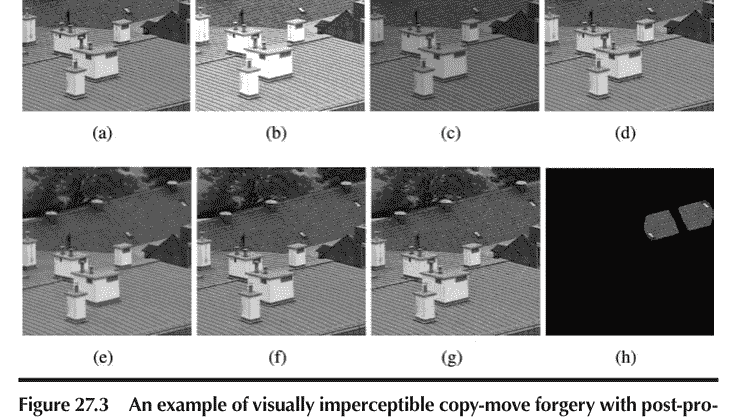 (a) (b) (c) (d)
(e) (f) (g) (h)
Figure 27.3 An example of visually imperceptible copy-move forgery with post-pro-